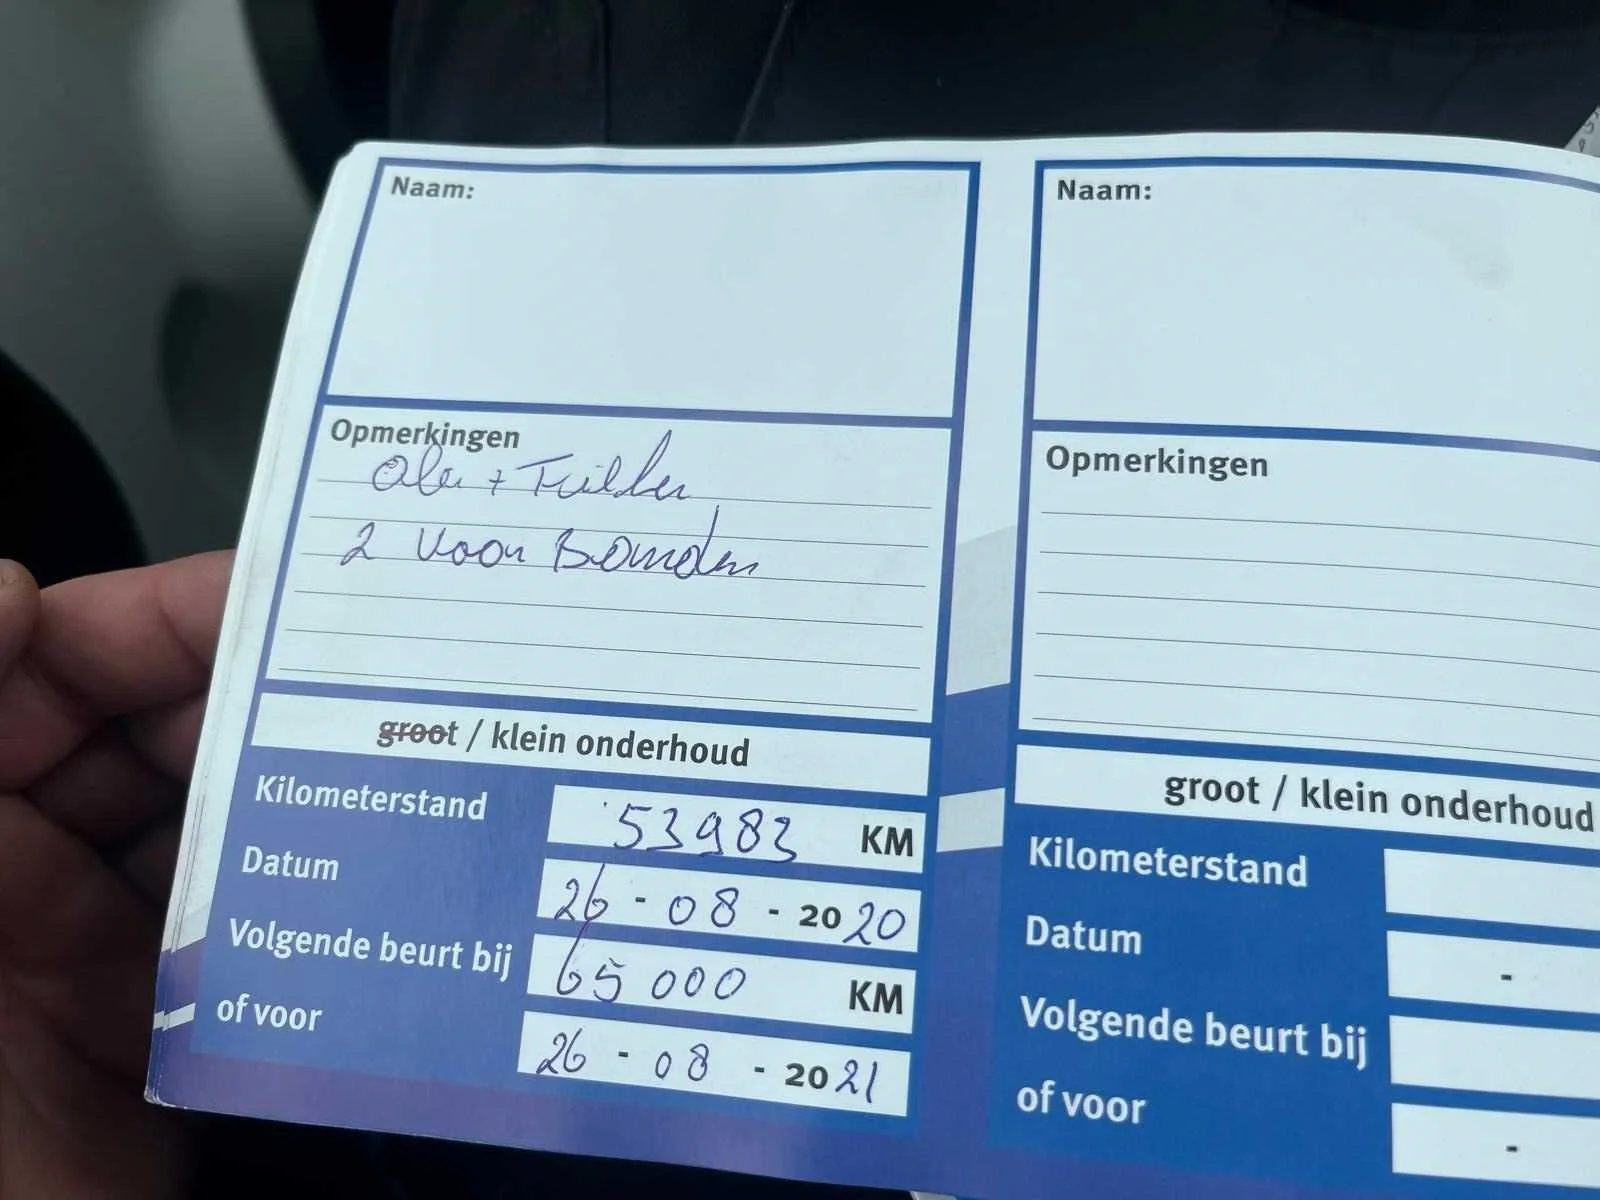 Naam:
Opmerkingen
Olie + Filter
2 voor Banden
groot / klein onderhoud
Kilometerstand 53983 KM
Datum 26 - 08 - 2020
Volgende beurt bij 65 000 KM
of voor 26 - 08 - 2021
Naam:
Opmerkingen
groot / klein onderhoud
Kilometerstand
Datum -
Volgende beurt bij
of voor -